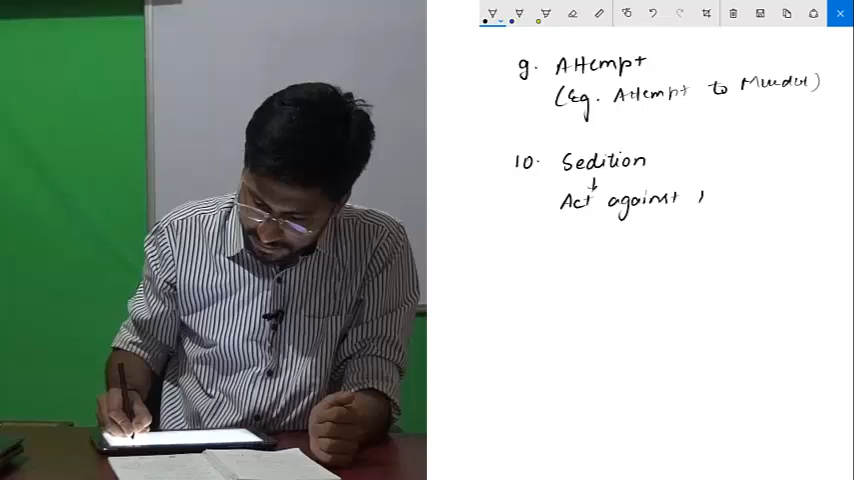 9. Attempt
(Eg. Attempt to Murder)
10. Sedition
Act against